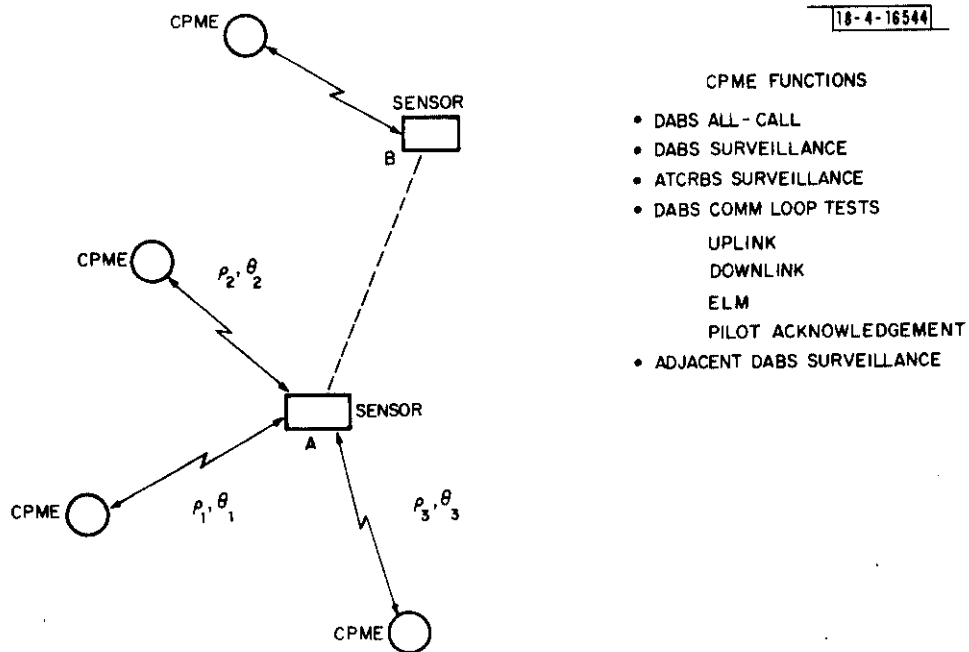 18-4-16544
CPME
SENSOR
B
CPME
ρ₂, θ₂
SENSOR
A
CPME
ρ₁, θ₁
ρ₃, θ₃
CPME
CPME FUNCTIONS
• DABS ALL-CALL
• DABS SURVEILLANCE
• ATCRBS SURVEILLANCE
• DABS COMM LOOP TESTS
UPLINK
DOWNLINK
ELM
PILOT ACKNOWLEDGEMENT
• ADJACENT DABS SURVEILLANCE